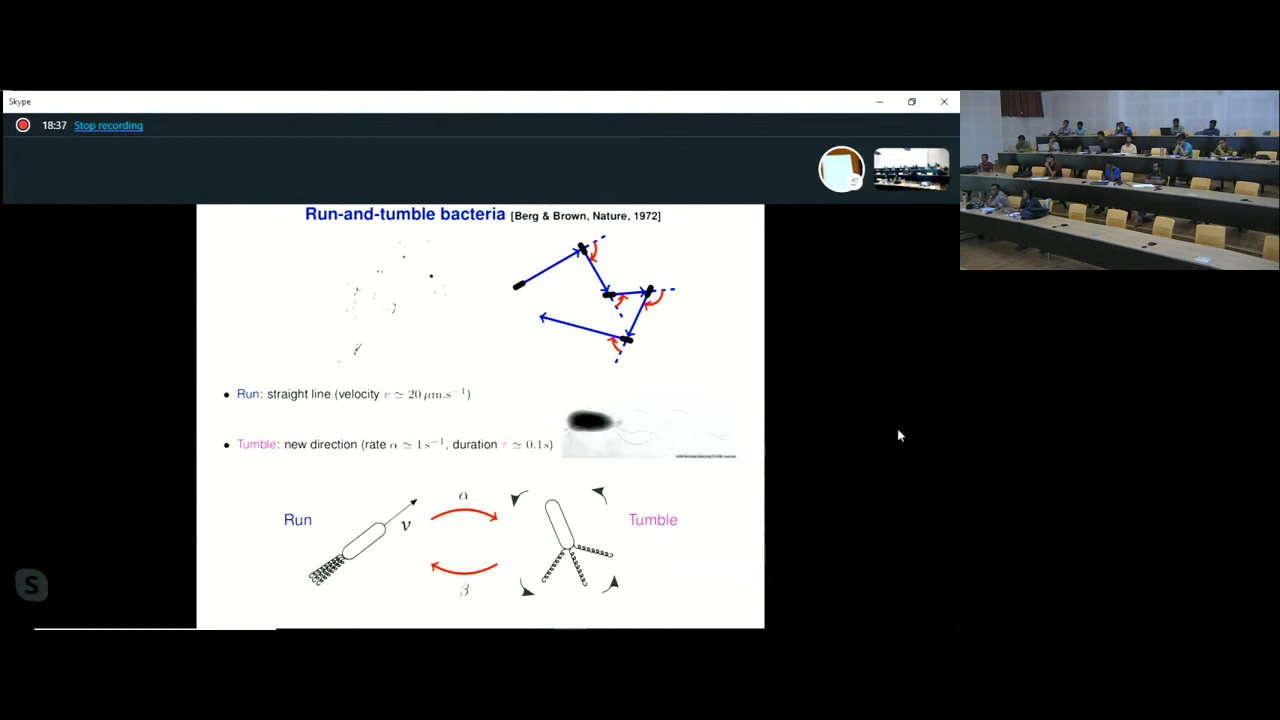 Skype
18:37 Stop recording
Run-and-tumble bacteria [Berg & Brown, Nature, 1972]
• Run: straight line (velocity v ≃ 20 μm.s⁻¹)
• Tumble: new direction (rate α ≃ 1 s⁻¹, duration τ ≃ 0.1s)
α
Run
v
Tumble
β
S